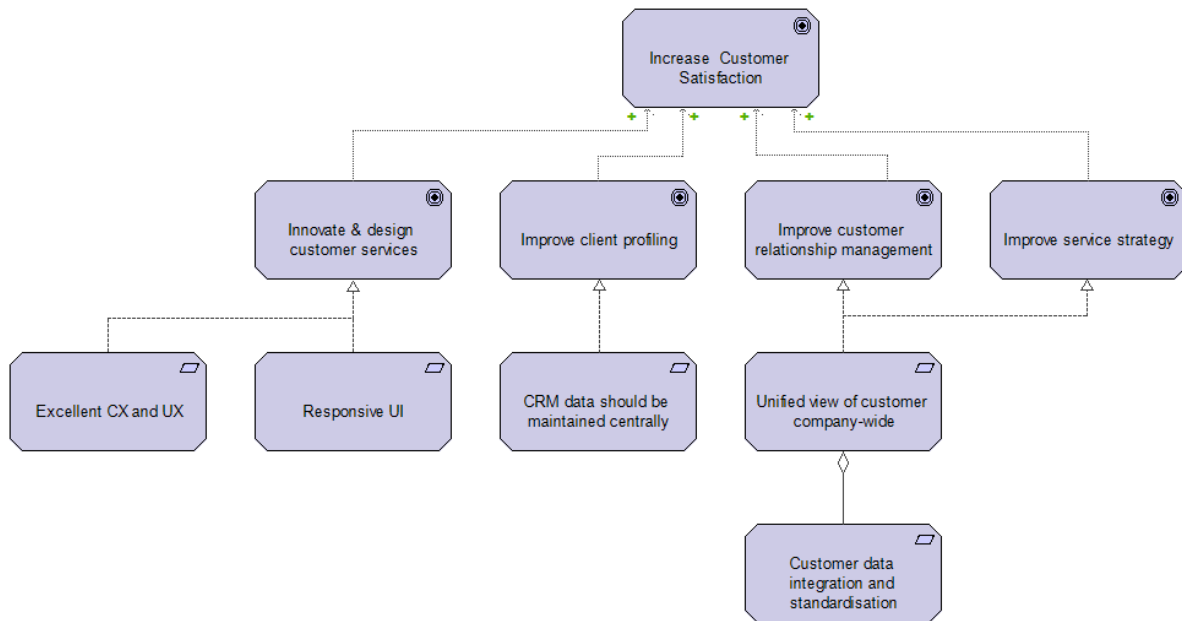 Increase Customer
Satisfaction
+ + + +
Innovate & design
customer services
Improve client profiling
Improve customer
relationship management
Improve service strategy
Excellent CX and UX
Responsive UI
CRM data should be
maintained centrally
Unified view of customer
company-wide
Customer data
integration and
standardisation